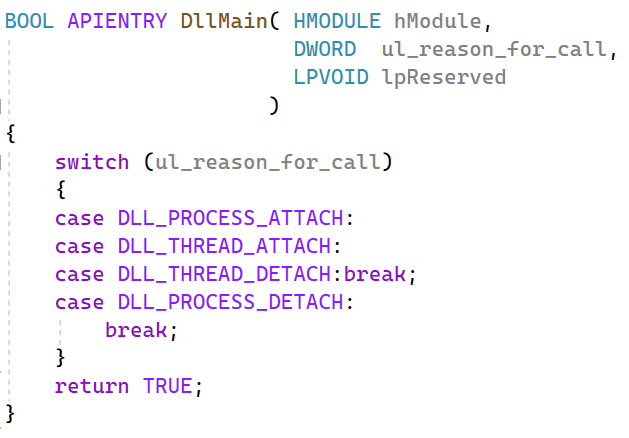 BOOL APIENTRY DllMain( HMODULE hModule,
                       DWORD  ul_reason_for_call,
                       LPVOID lpReserved
                     )
{
    switch (ul_reason_for_call)
    {
    case DLL_PROCESS_ATTACH:
    case DLL_THREAD_ATTACH:
    case DLL_THREAD_DETACH:break;
    case DLL_PROCESS_DETACH:
        break;
    }
    return TRUE;
}